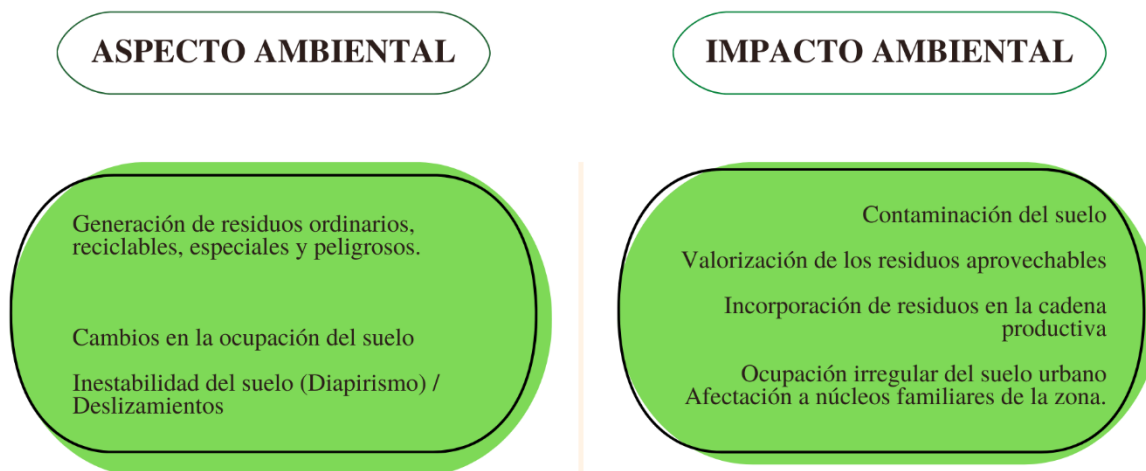 ASPECTO AMBIENTAL
IMPACTO AMBIENTAL
Generación de residuos ordinarios,
reciclables, especiales y peligrosos.
Cambios en la ocupación del suelo
Inestabilidad del suelo (Diapirismo) /
Deslizamientos
Contaminación del suelo
Valorización de los residuos aprovechables
Incorporación de residuos en la cadena
productiva
Ocupación irregular del suelo urbano
Afectación a núcleos familiares de la zona.